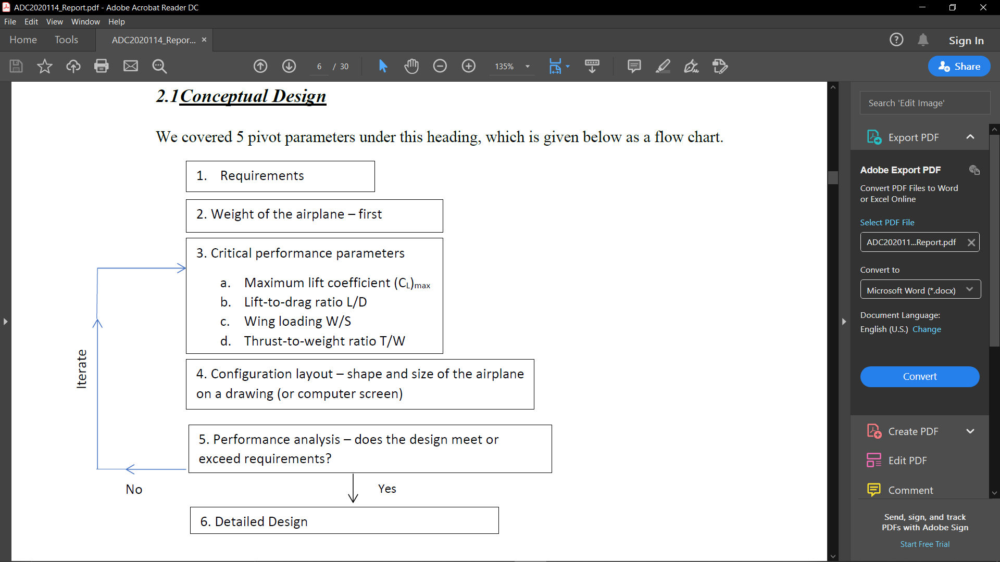 ADC2020114_Report.pdf - Adobe Acrobat Reader DC
File Edit View Window Help
Home Tools ADC2020114_Repor... × Sign In
6 / 30 135% Share
2.1Conceptual Design
We covered 5 pivot parameters under this heading, which is given below as a flow chart.
1. Requirements
2. Weight of the airplane – first
3. Critical performance parameters
a. Maximum lift coefficient (CL)max
b. Lift-to-drag ratio L/D
c. Wing loading W/S
d. Thrust-to-weight ratio T/W
Iterate
4. Configuration layout – shape and size of the airplane
on a drawing (or computer screen)
5. Performance analysis – does the design meet or
exceed requirements?
No
Yes
6. Detailed Design
Search 'Edit Image'
Export PDF
Adobe Export PDF
Convert PDF Files to Word
or Excel Online
Select PDF File
ADC202011...Report.pdf
Convert to
Microsoft Word (*.docx)
Document Language:
English (U.S.) Change
Convert
Create PDF
Edit PDF
Comment
Send, sign, and track
PDFs with Adobe Sign
Start Free Trial